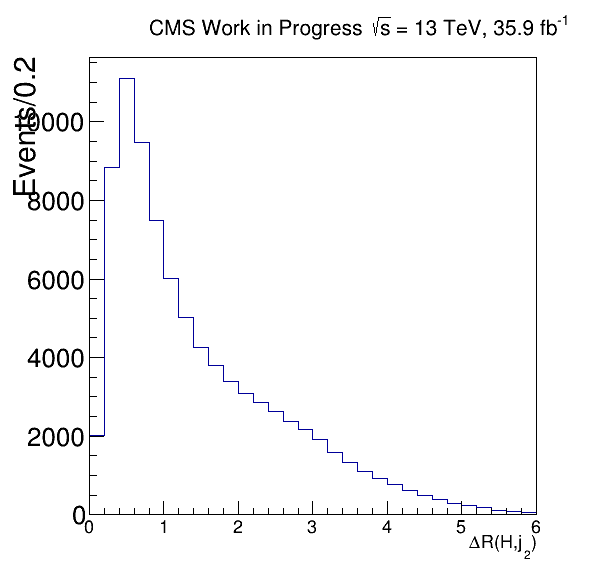 CMS Work in Progress √s = 13 TeV, 35.9 fb⁻¹
Events/0.2
10000
8000
6000
4000
2000
0
0 1 2 3 4 5 6
ΔR(H,j₂)